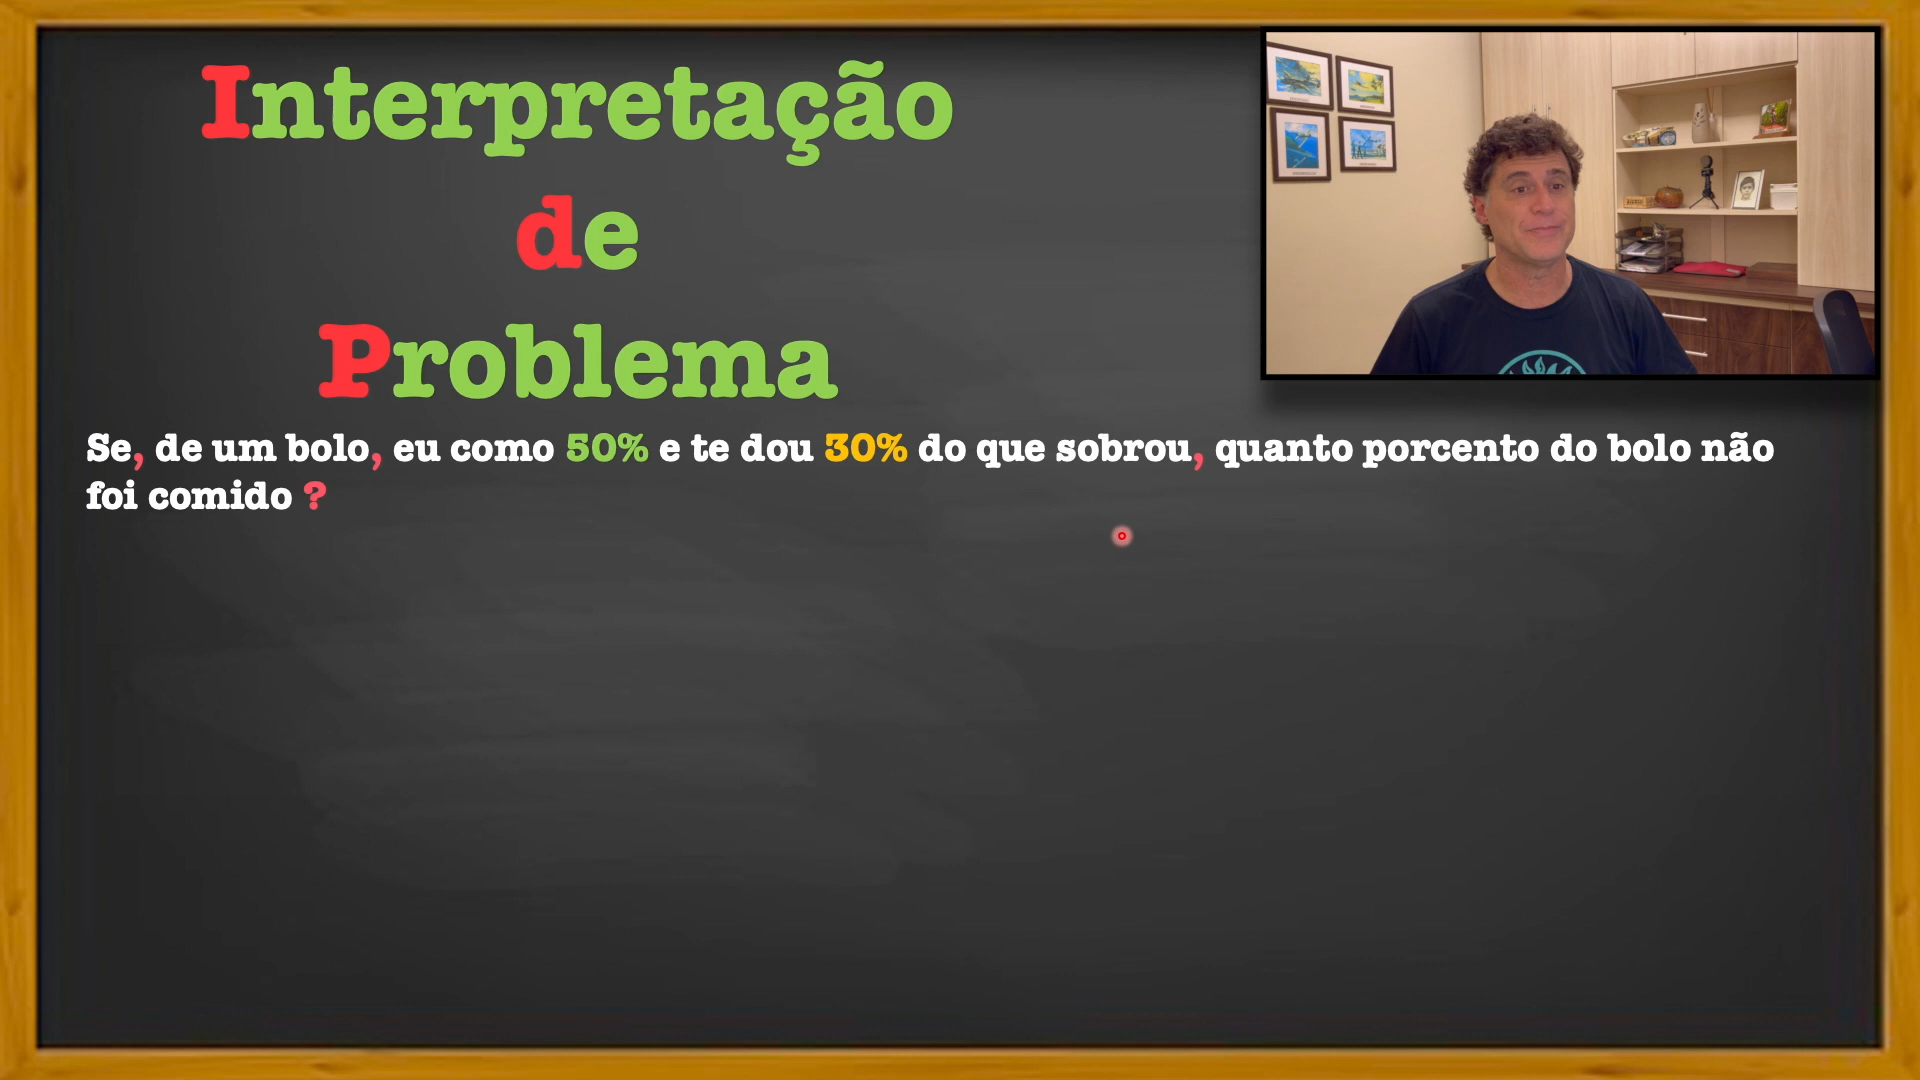 Interpretação
de
Problema
Se, de um bolo, eu como 50% e te dou 30% do que sobrou, quanto porcento do bolo não
foi comido ?